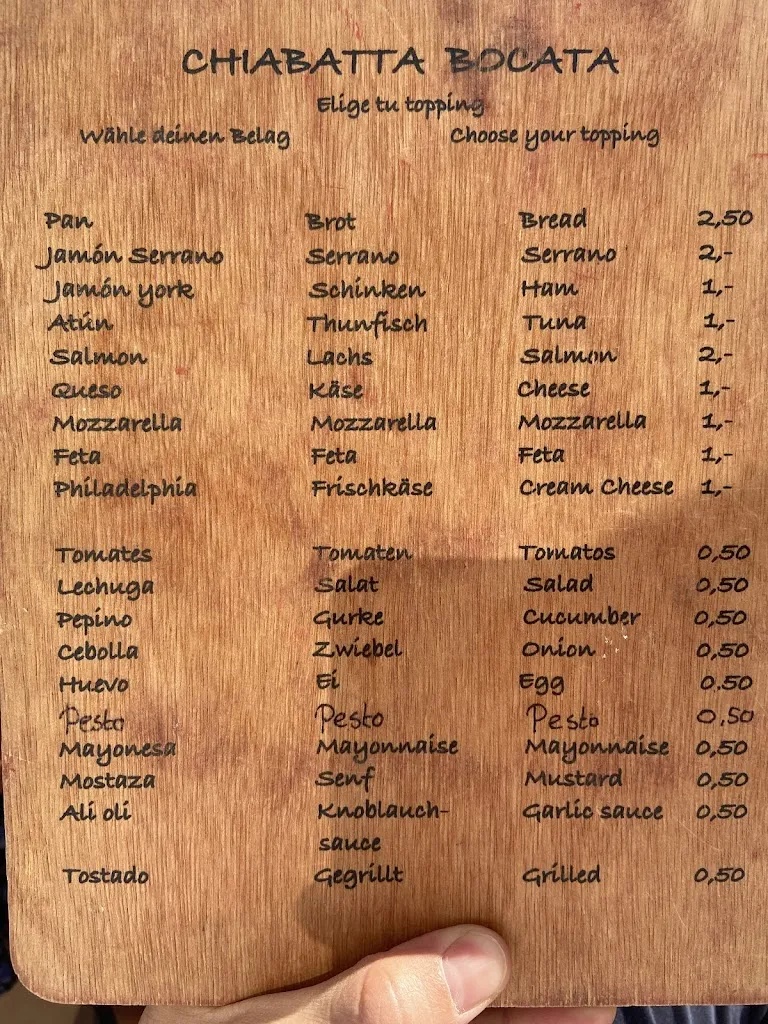 CHIABATTA BOCATA
Elige tu topping
Wähle deinen Belag Choose your topping
Pan Brot Bread 2,50
Jamón Serrano Serrano Serrano 2,-
Jamón york Schinken Ham 1,-
Atún Thunfisch Tuna 1,-
Salmon Lachs Salmon 2,-
Queso Käse Cheese 1,-
Mozzarella Mozzarella Mozzarella 1,-
Feta Feta Feta 1,-
Philadelphia Frischkäse Cream Cheese 1,-
Tomates Tomaten Tomatos 0,50
Lechuga Salat Salad 0,50
Pepino Gurke Cucumber 0,50
Cebolla Zwiebel Onion 0,50
Huevo Ei Egg 0.50
Pesto Pesto Pesto 0,50
Mayonesa Mayonnaise Mayonnaise 0,50
Mostaza Senf Mustard 0,50
Ali oli Knoblauch- Garlic sauce 0,50
sauce
Tostado Gegrillt Grilled 0,50